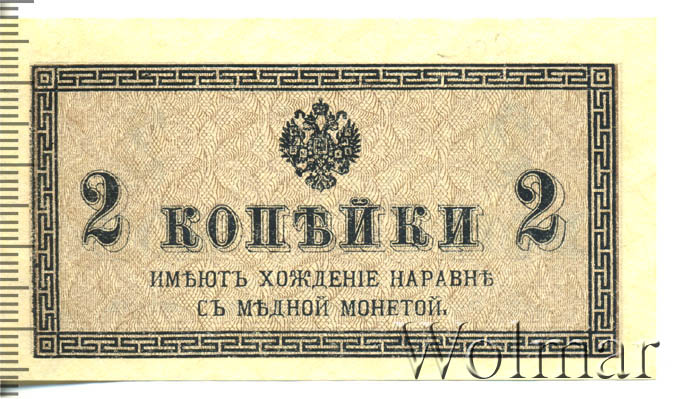 2 КОПѢЙКИ 2
ИМѢЮТЪ ХОЖДЕНІЕ НАРАВНѢ
СЪ МѢДНОЙ МОНЕТОЙ.
Wolmar